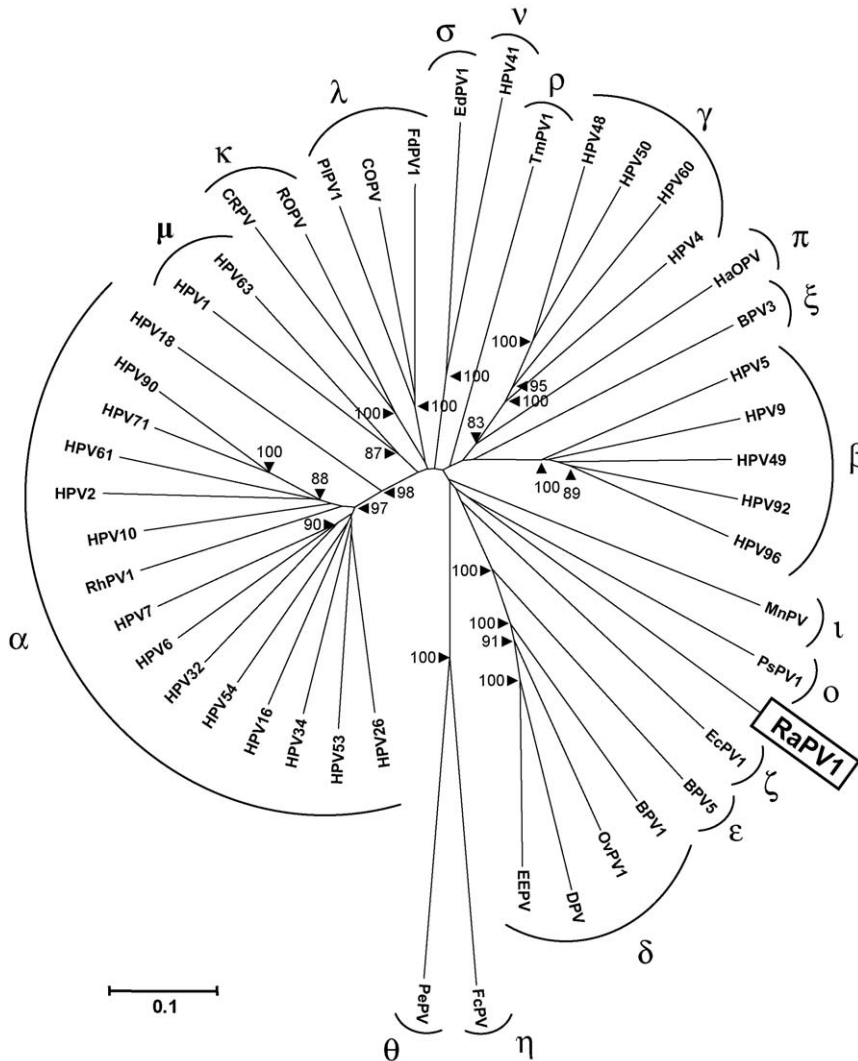 ν
σ
HPV41
EdPV1
ρ
TmPV1
λ
FdPV1
COPV
PlPV1
γ
HPV48
HPV50
HPV60
HPV4
κ
ROPV
CRPV
π
HaOPV
μ
HPV63
HPV1
ξ
BPV3
HPV18
HPV90
HPV71
HPV61
HPV2
HPV10
RhPV1
HPV7
HPV6
HPV32
HPV54
HPV16
HPV34
HPV53
HPV26
α
β
HPV5
HPV9
HPV49
HPV92
HPV96
100
95
100
100
100
100
83
87
100
88
98
97
90
100
89
ι
MnPV
ο
PsPV1
RaPV1
ζ
EcPV1
ε
BPV5
BPV1
OvPV1
DPV
EEPV
δ
100
100
91
100
100
0.1
PePV
FcPV
θ
η